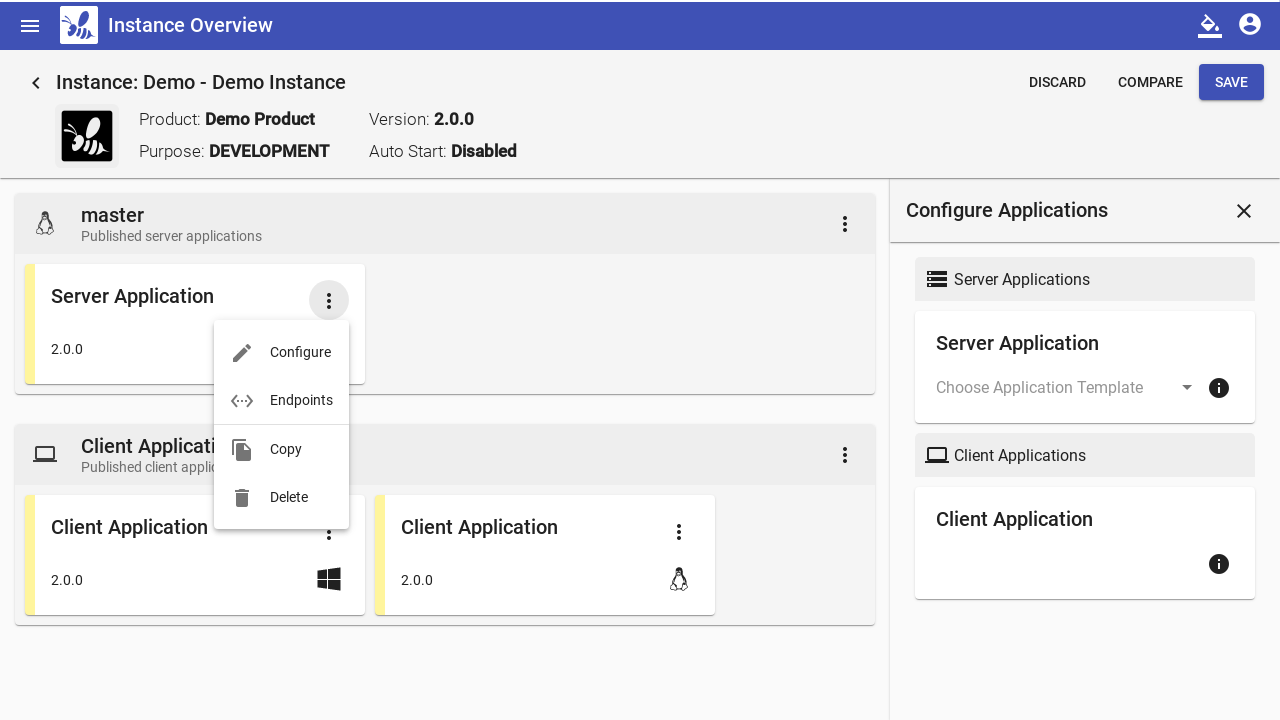 Instance Overview
Instance: Demo - Demo Instance
DISCARD
COMPARE
SAVE
Product: Demo Product
Version: 2.0.0
Purpose: DEVELOPMENT
Auto Start: Disabled
master
Published server applications
Server Application
2.0.0
Configure
Endpoints
Copy
Delete
Client Applicati
Published client applic
Client Application
2.0.0
Client Application
2.0.0
Configure Applications
Server Applications
Server Application
Choose Application Template
Client Applications
Client Application